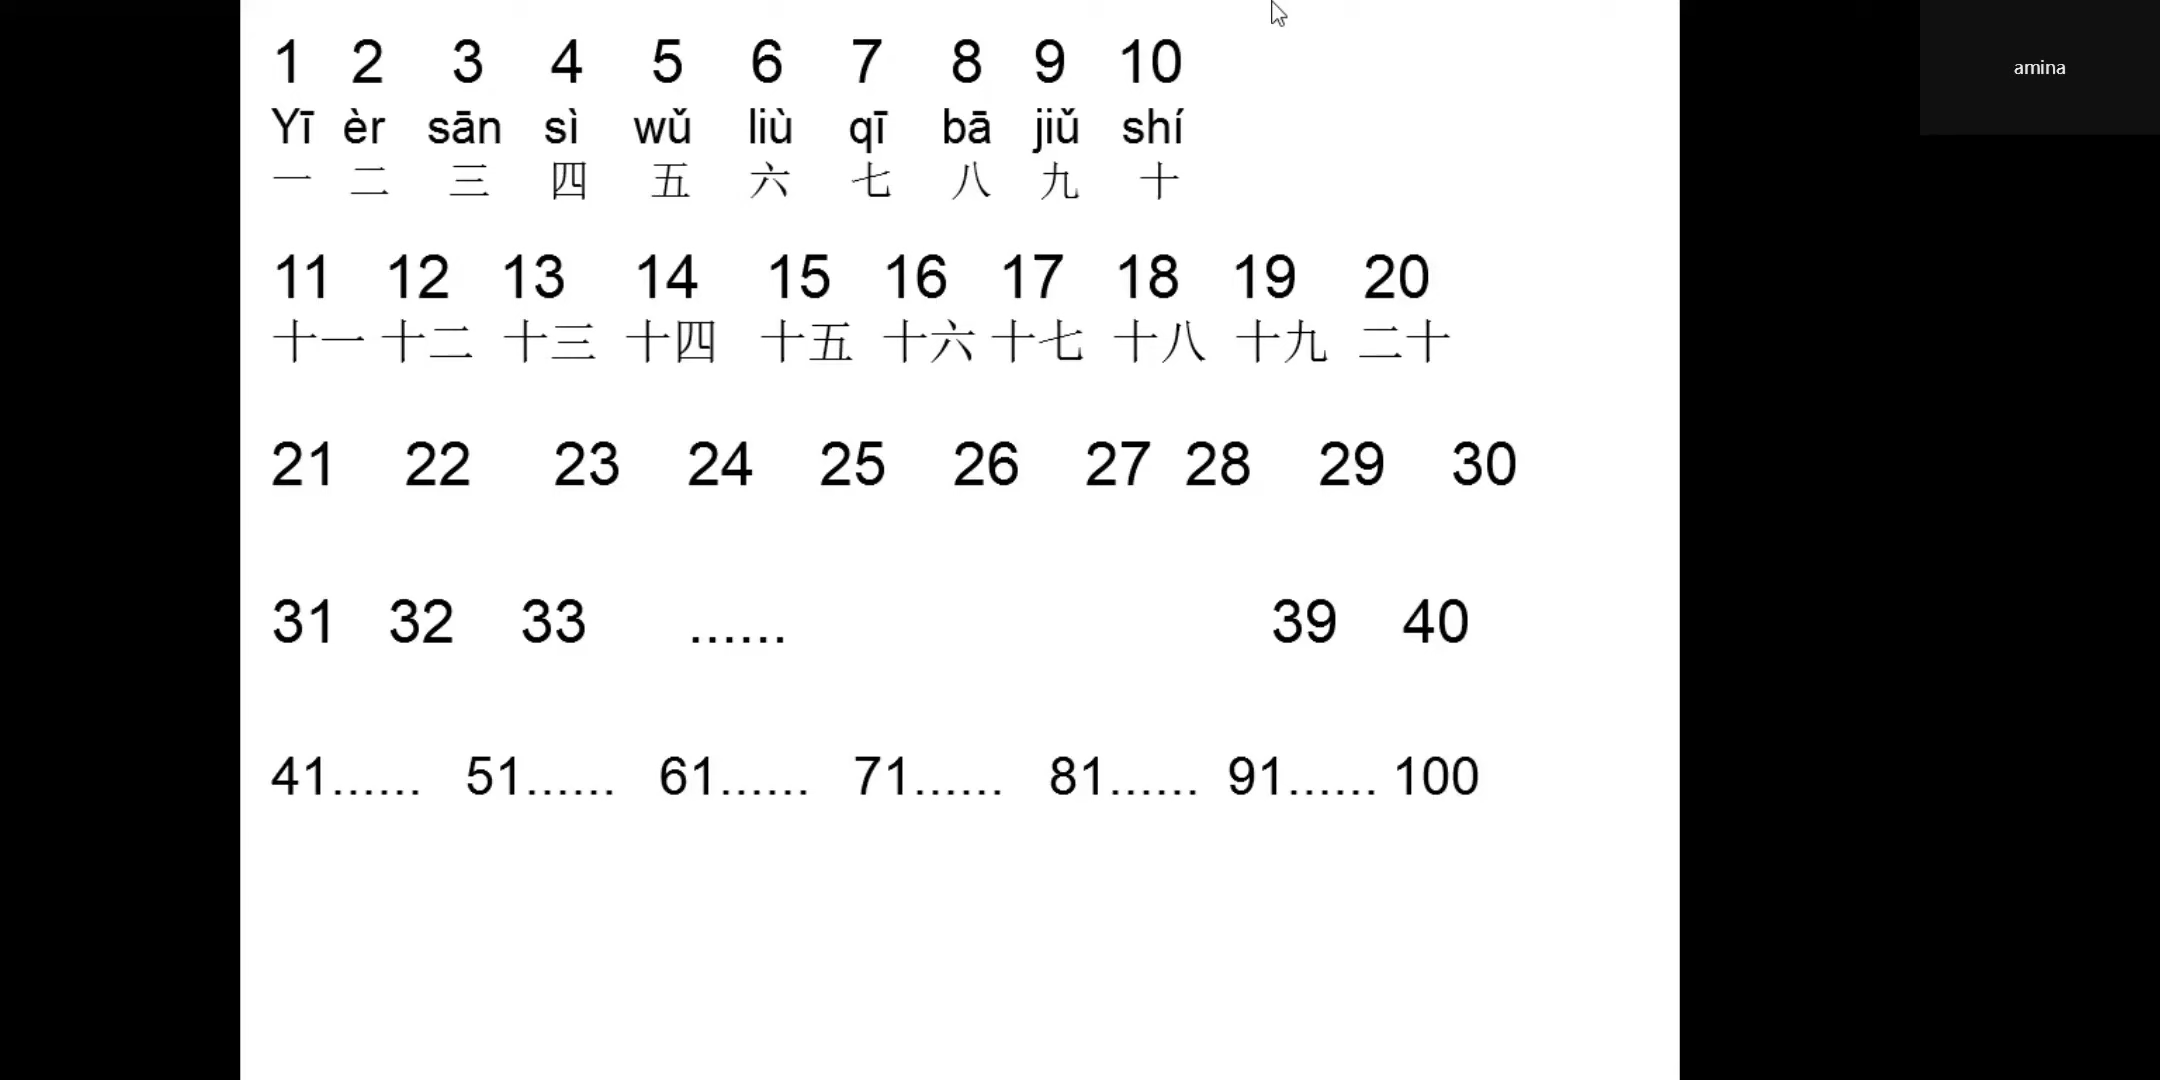 1 2 3 4 5 6 7 8 9 10
Yī èr sān sì wǔ liù qī bā jiǔ shí
一 二 三 四 五 六 七 八 九 十
11 12 13 14 15 16 17 18 19 20
十一 十二 十三 十四 十五 十六 十七 十八 十九 二十
21 22 23 24 25 26 27 28 29 30
31 32 33 ...... 39 40
41...... 51...... 61...... 71...... 81...... 91...... 100
amina